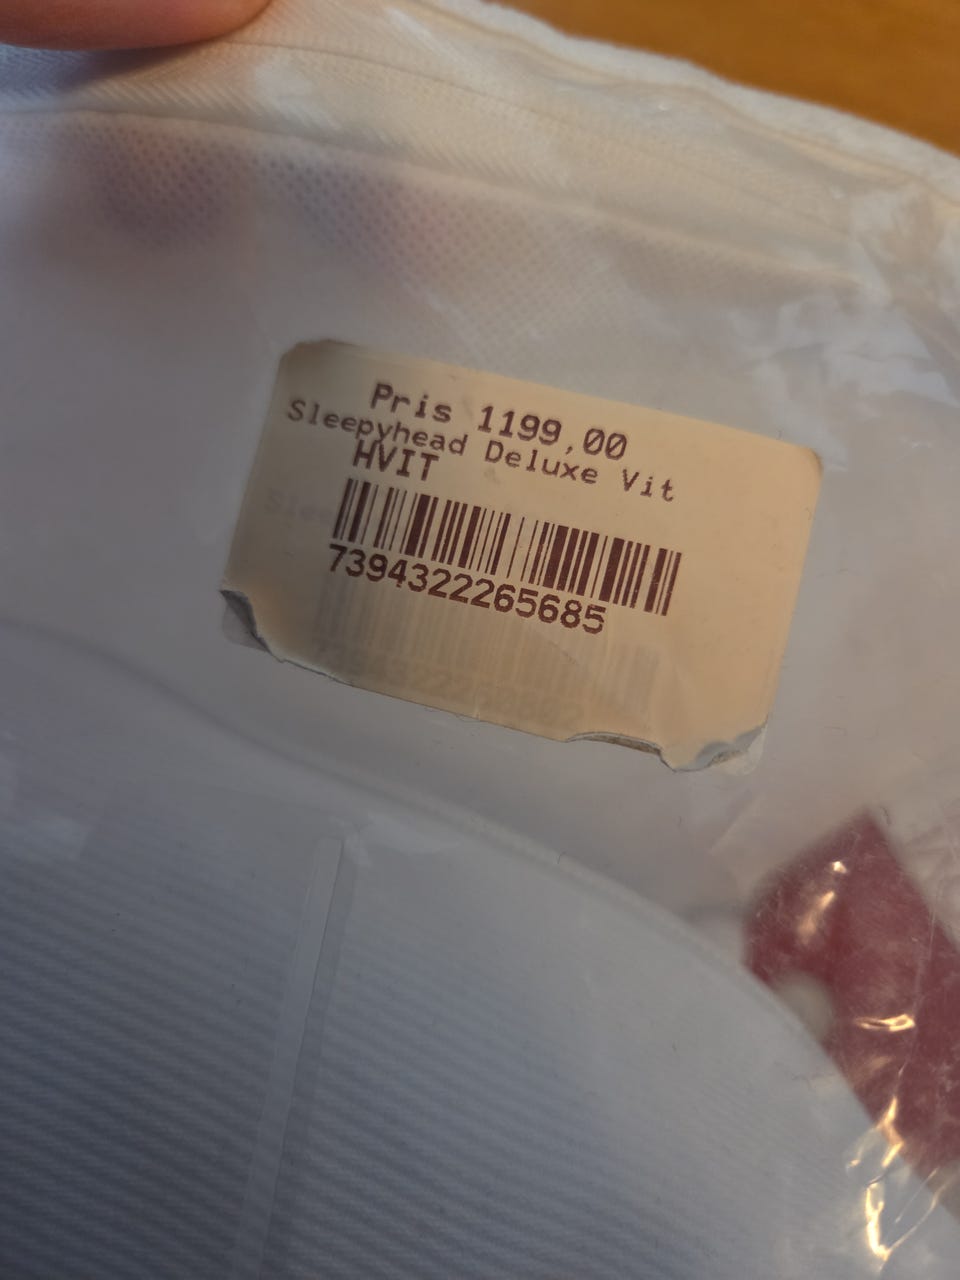 Pris 1199,00
Sleepyhead Deluxe Vit
HVIT
7394322265685